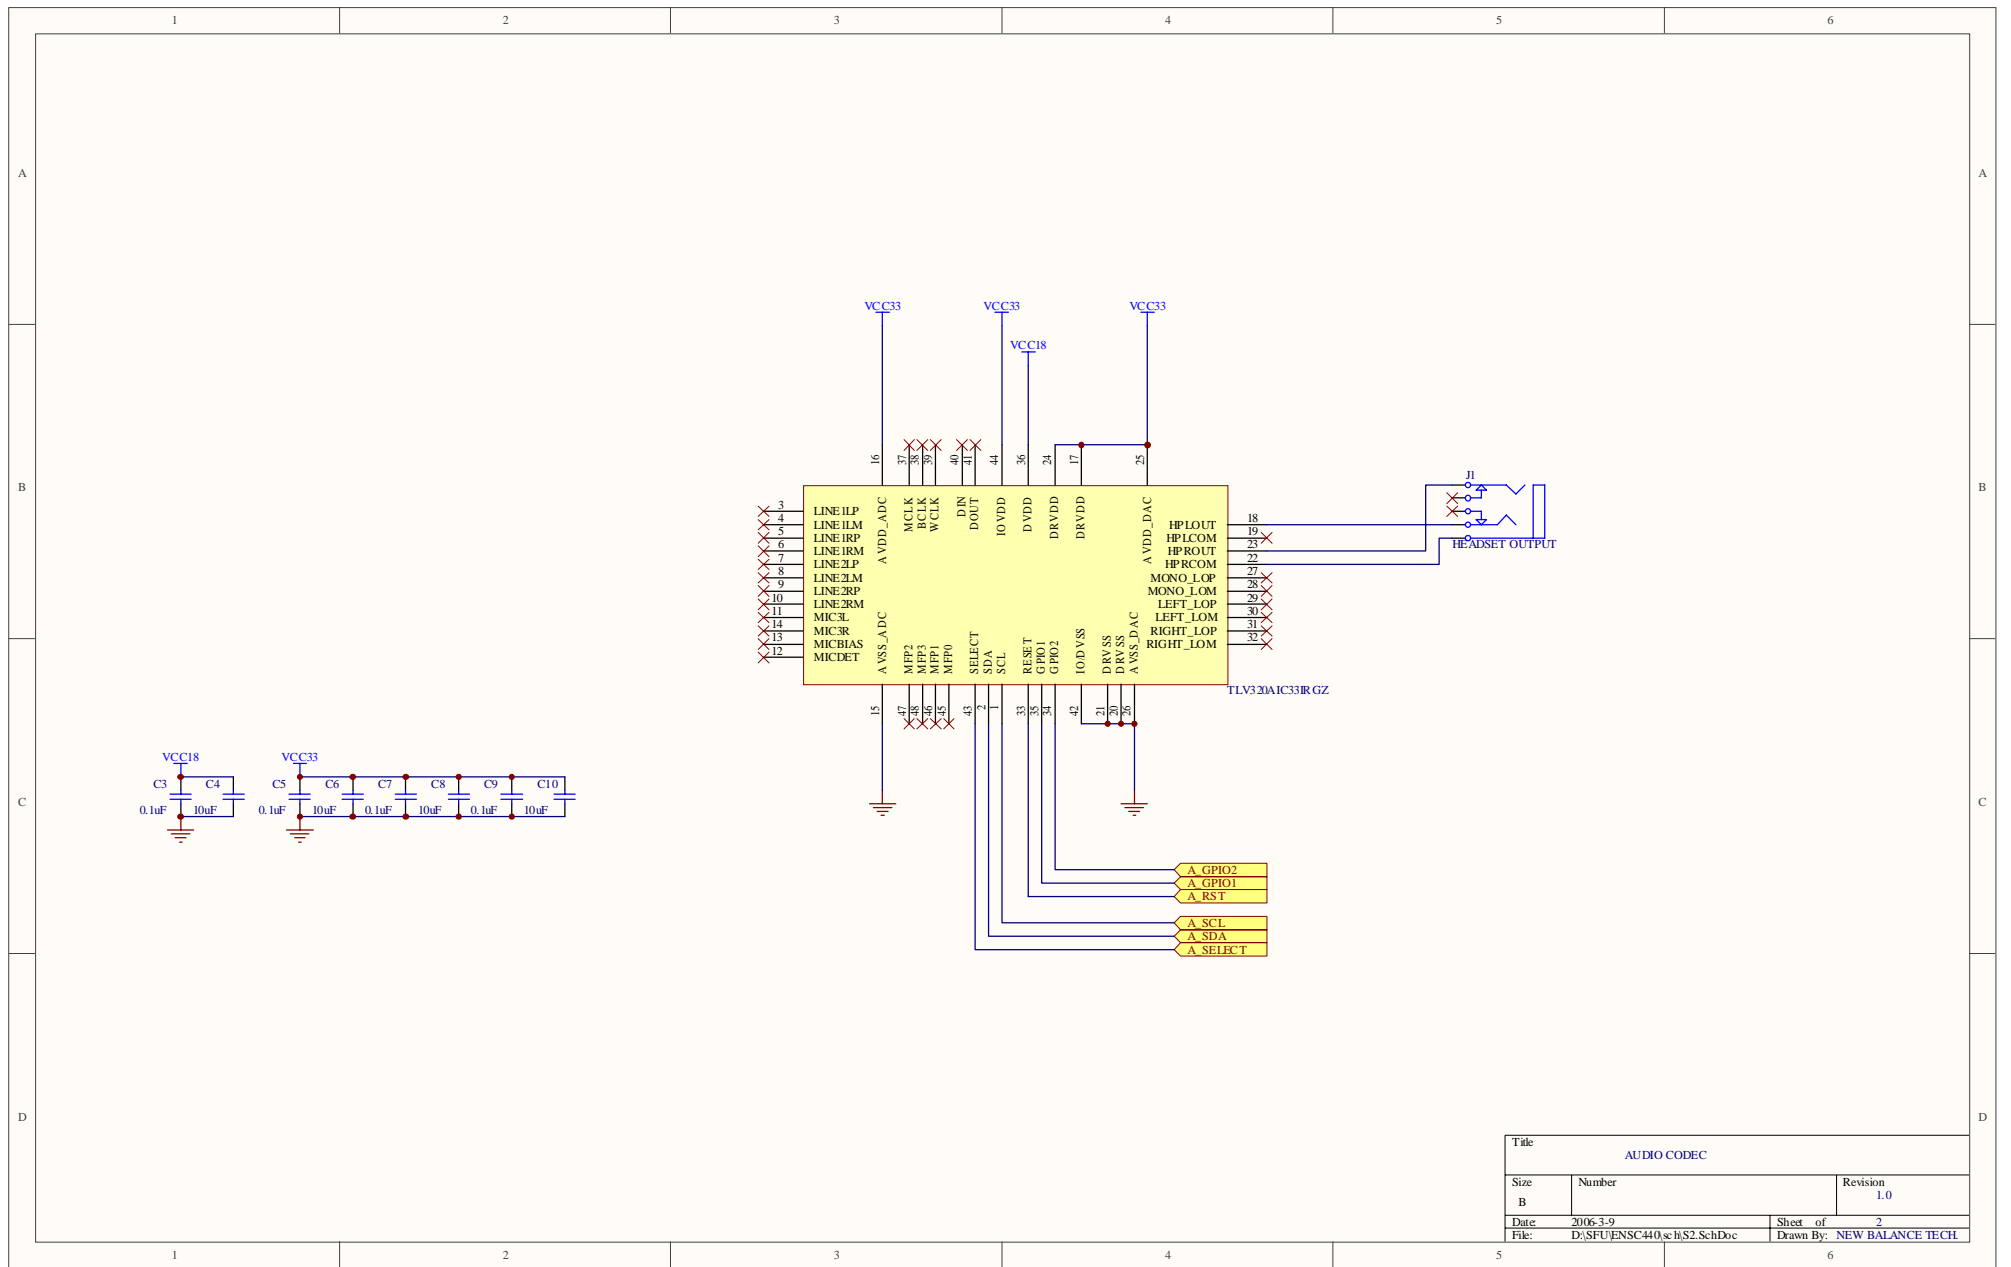 1 2 3 4 5 6
A A
VCC33 VCC33 VCC33
VCC18
16 37 38 39 40 41 44 36 24 17 25
B B
J1
HEADSET OUTPUT
AVDD_ADC MCLK BCLK WCLK DIN DOUT IOVDD DVDD DRVDD DRVDD AVDD_DAC
3 LINE1LP
4 LINE1LM
5 LINE1RP
6 LINE1RM
7 LINE2LP
8 LINE2LM
9 LINE2RP
10 LINE2RM
11 MIC3L
14 MIC3R
13 MICBIAS
12 MICDET
HPLOUT 18
HPLCOM 19
HPROUT 23
HPRCOM 22
MONO_LOP 27
MONO_LOM 28
LEFT_LOP 29
LEFT_LOM 30
RIGHT_LOP 31
RIGHT_LOM 32
AVSS_ADC MFP2 MFP3 MFP1 MFP0 SELECT SDA SCL RESET GPIO1 GPIO2 IODVSS DRVSS DRVSS AVSS_DAC
TLV320AIC33IRGZ
15 47 48 46 45 43 2 1 33 35 34 42 21 20 26
VCC18 VCC33
C3 C4 C5 C6 C7 C8 C9 C10
0.1uF 10uF 0.1uF 10uF 0.1uF 10uF 0.1uF 10uF
C C
A_GPIO2
A_GPIO1
A_RST
A_SCL
A_SDA
A_SELECT
D D
Title
AUDIO CODEC
Size Number Revision
B 1.0
Date: 2006-3-9 Sheet of 2
File: D:\SFU\ENSC440\sch\S2.SchDoc Drawn By: NEW BALANCE TECH.
1 2 3 4 5 6